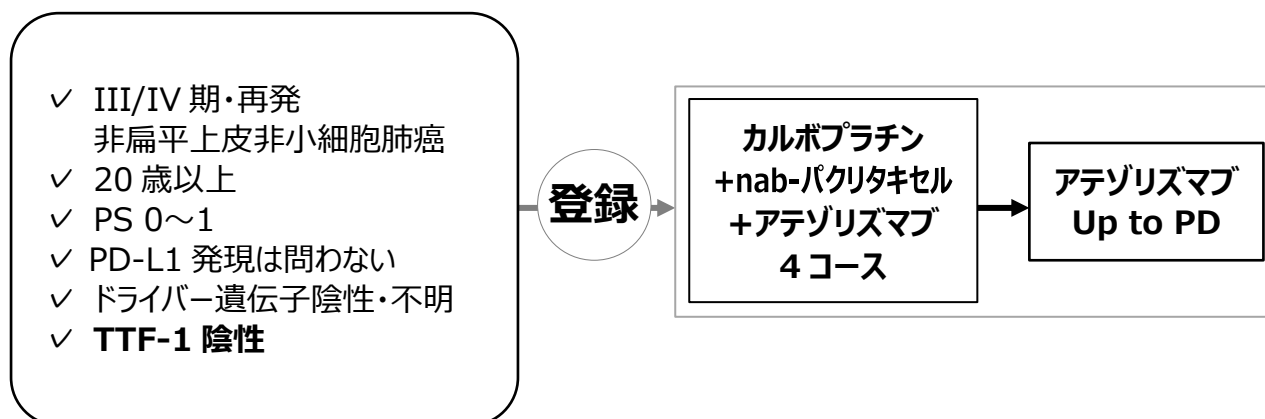 ✓ III/IV 期・再発
非扁平上皮非小細胞肺癌
✓ 20 歳以上
✓ PS 0～1
✓ PD-L1 発現は問わない
✓ ドライバー遺伝子陰性・不明
✓ TTF-1 陰性
登録
カルボプラチン
+nab-パクリタキセル
+アテゾリズマブ
4 コース
アテゾリズマブ
Up to PD